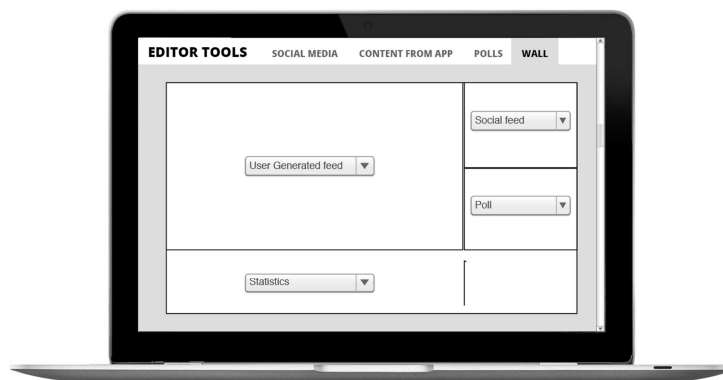 EDITOR TOOLS SOCIAL MEDIA CONTENT FROM APP POLLS WALL
Social feed
User Generated feed
Poll
Statistics